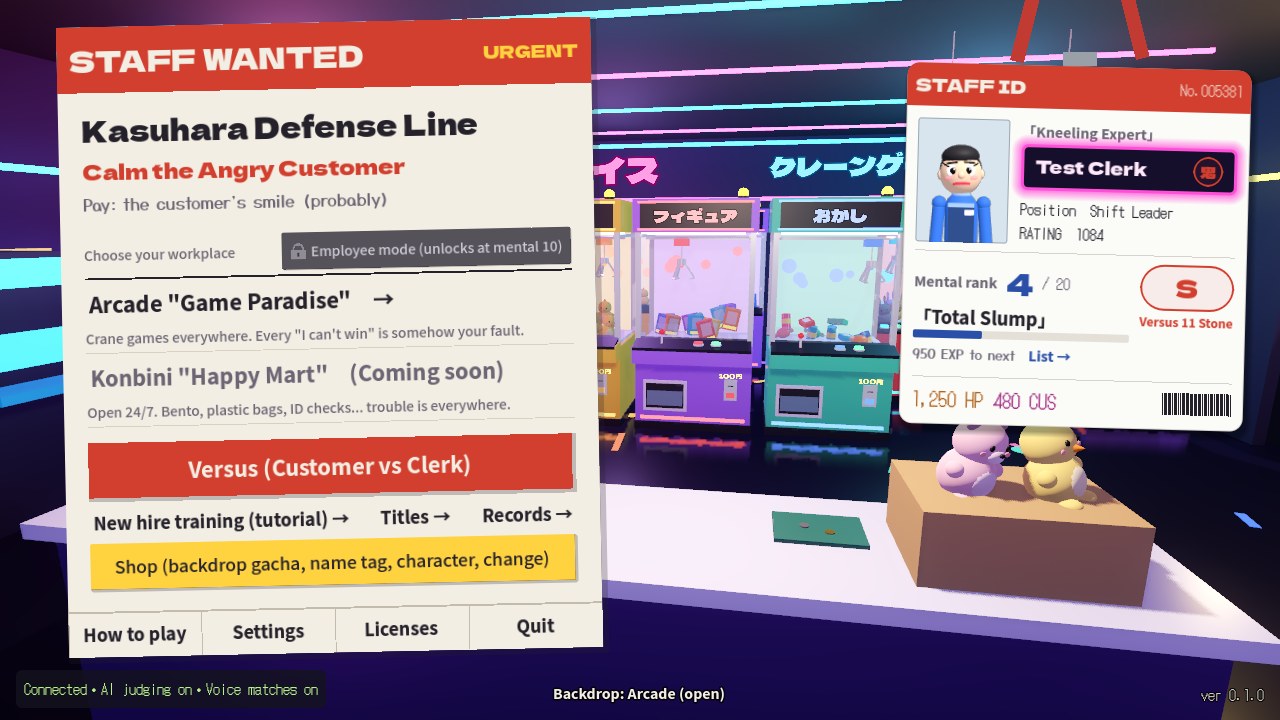 STAFF WANTED
URGENT
Kasuhara Defense Line
Calm the Angry Customer
Pay: the customer's smile (probably)
Choose your workplace
Employee mode (unlocks at mental 10)
Arcade "Game Paradise" →
Crane games everywhere. Every "I can't win" is somehow your fault.
Konbini "Happy Mart" (Coming soon)
Open 24/7. Bento, plastic bags, ID checks... trouble is everywhere.
Versus (Customer vs Clerk)
New hire training (tutorial) → Titles → Records →
Shop (backdrop gacha, name tag, character, change)
How to play Settings Licenses Quit
Connected • AI judging on • Voice matches on
イス
クレーング
フィギュア
おかし
100円
100円
STAFF ID
No. 005381
「Kneeling Expert」
Test Clerk
Position Shift Leader
RATING 1084
Mental rank 4 / 20
「Total Slump」
950 EXP to next List →
S
Versus 11 Stone
1,250 HP 480 CUS
Backdrop: Arcade (open)
ver 0.1.0